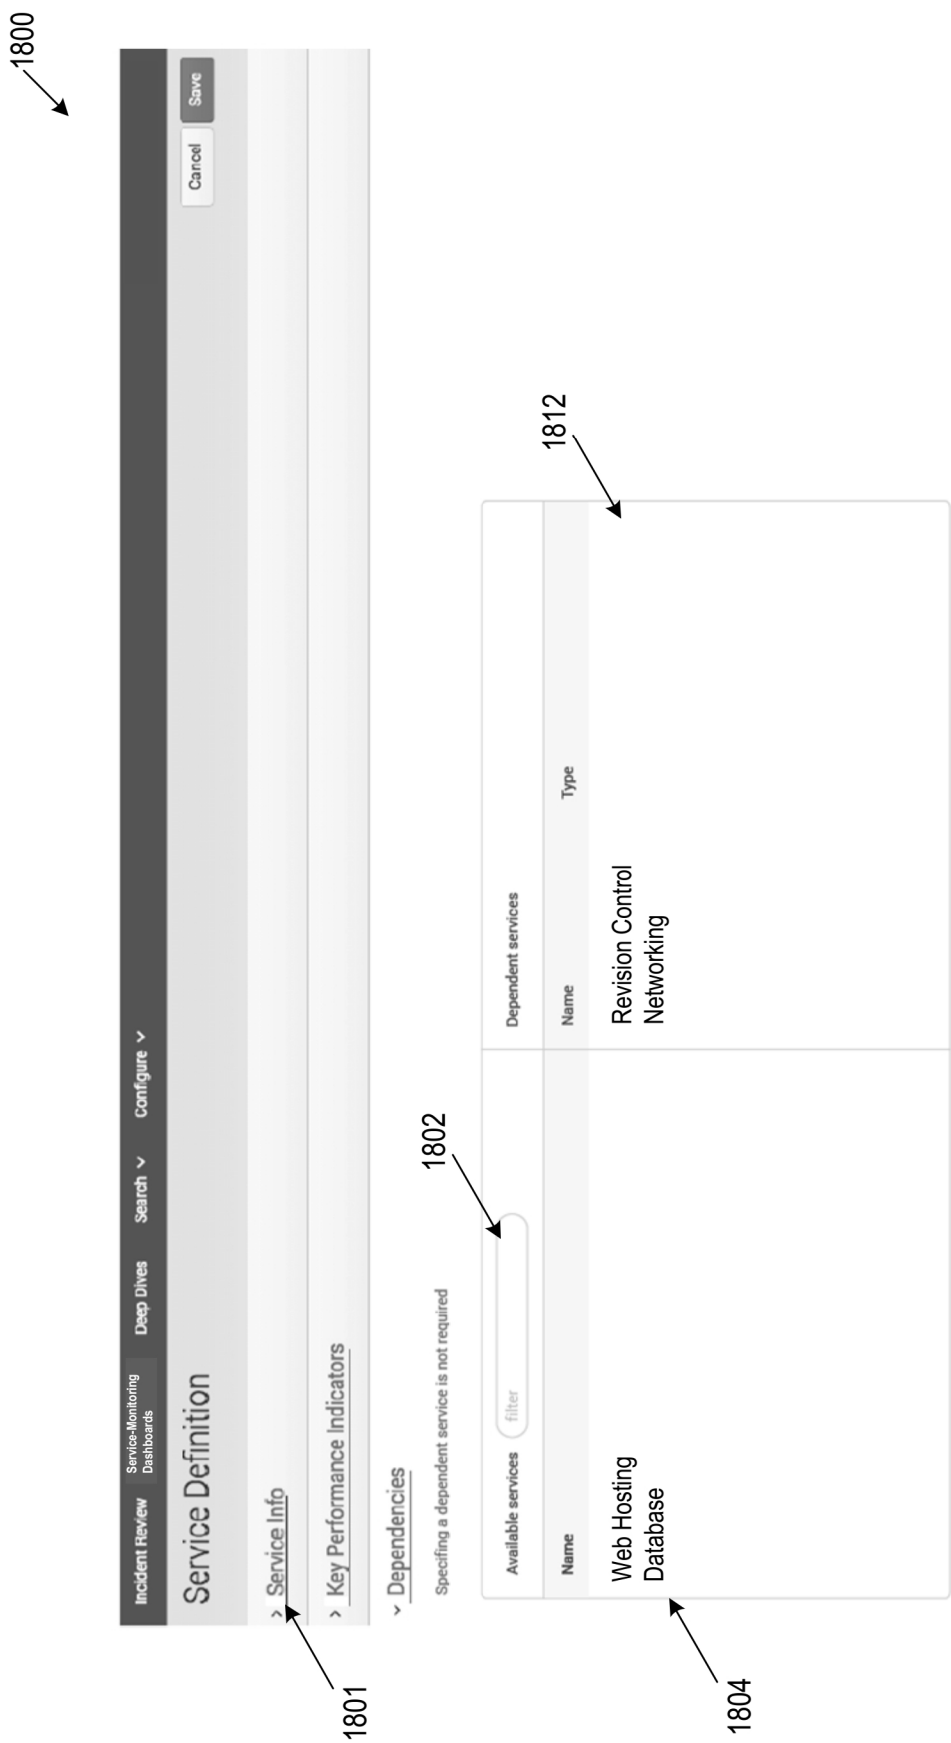 1800
Incident Review
Service-Monitoring
Dashboards
Deep Dives
Search
Configure
Service Definition
Cancel
Save
Service Info
1801
Key Performance Indicators
Dependencies
Specifing a dependent service is not required
1802
1812
Available services
filter
Dependent services
Name
Name
Type
Web Hosting
Database
Revision Control
Networking
1804